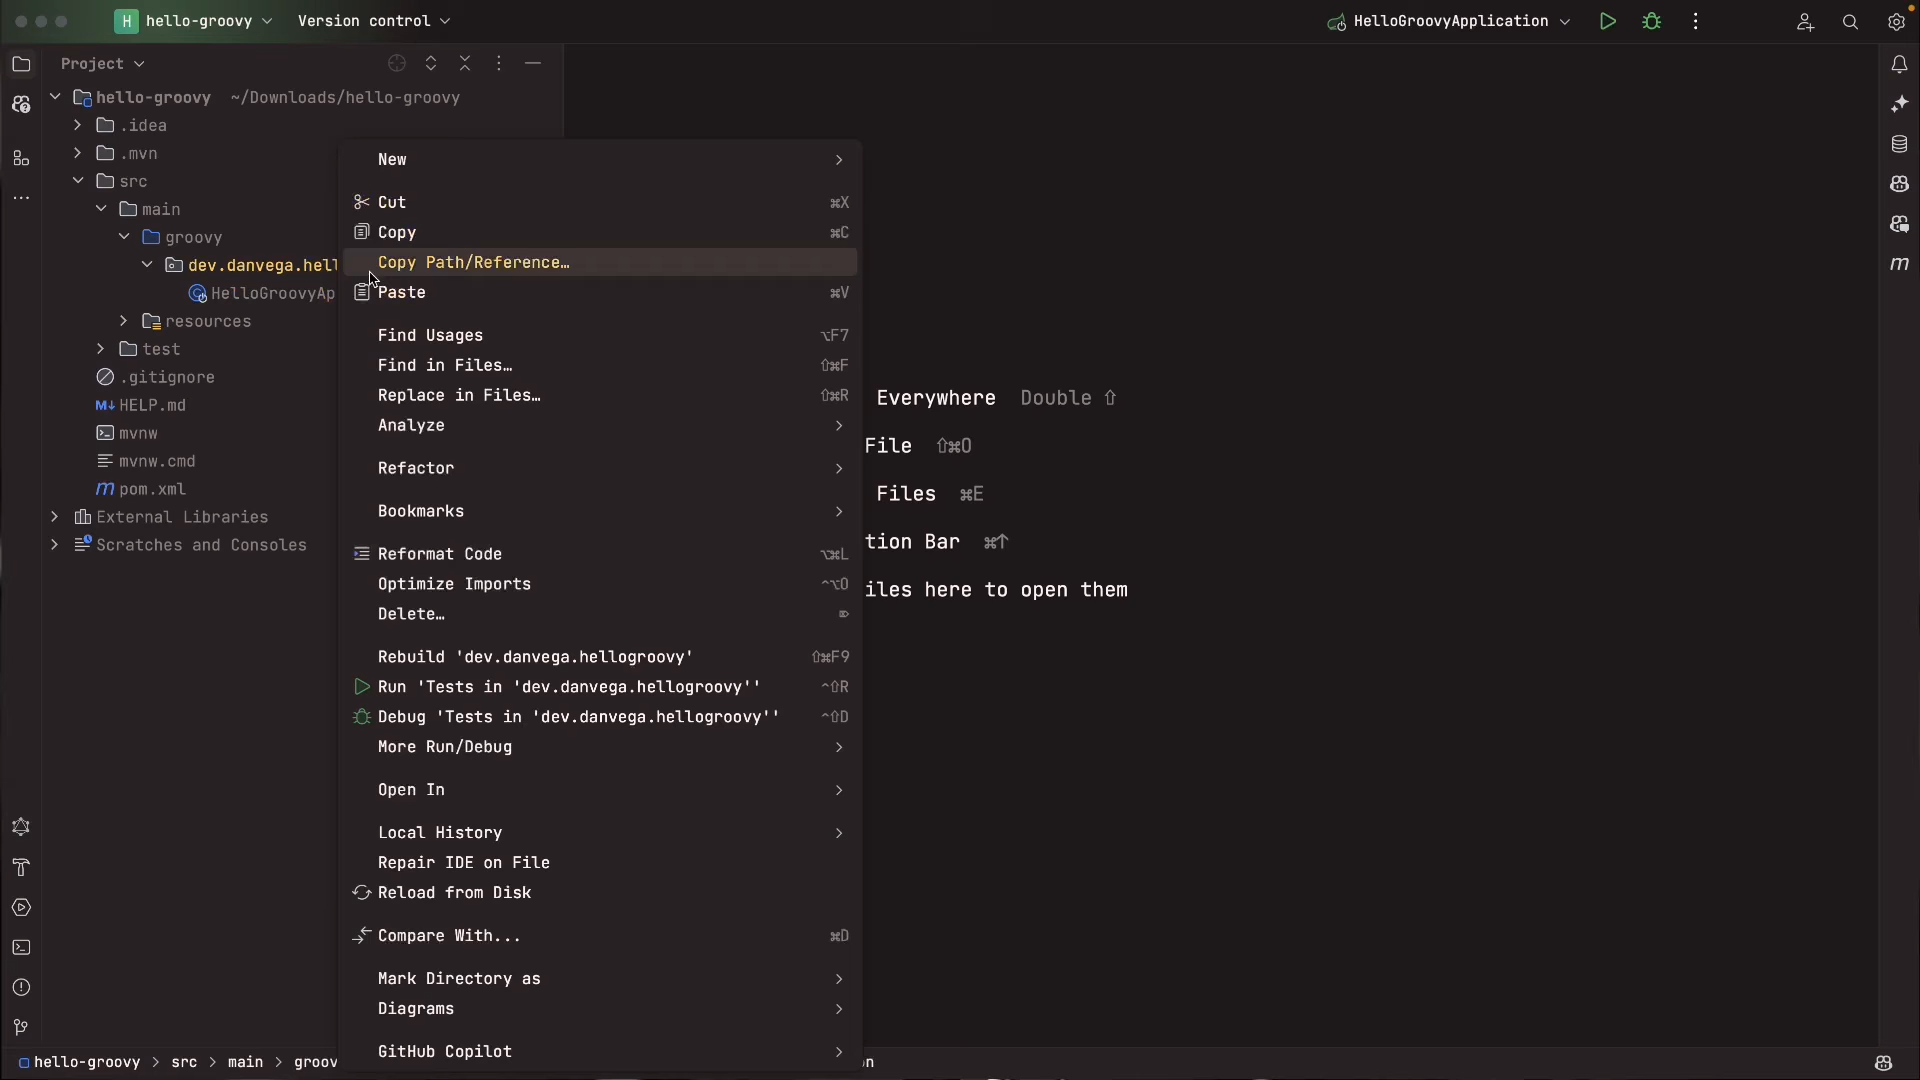 H hello-groovy Version control HelloGroovyApplication
Project
hello-groovy ~/Downloads/hello-groovy
.idea
.mvn
src
main
groovy
dev.danvega.hell
HelloGroovyAp
resources
test
.gitignore
M↓ HELP.md
mvnw
mvnw.cmd
m pom.xml
External Libraries
Scratches and Consoles
New
Cut ⌘X
Copy ⌘C
Copy Path/Reference…
Paste ⌘V
Find Usages ⌥F7
Find in Files… ⇧⌘F
Replace in Files… ⇧⌘R
Analyze
Refactor
Bookmarks
Reformat Code ⌥⌘L
Optimize Imports ^⌥O
Delete… ⌦
Rebuild 'dev.danvega.hellogroovy' ⇧⌘F9
Run 'Tests in 'dev.danvega.hellogroovy'' ^⇧R
Debug 'Tests in 'dev.danvega.hellogroovy'' ^⇧D
More Run/Debug
Open In
Local History
Repair IDE on File
Reload from Disk
Compare With... ⌘D
Mark Directory as
Diagrams
GitHub Copilot
Everywhere Double ⇧
File ⇧⌘O
Files ⌘E
tion Bar ⌘↑
iles here to open them
m
hello-groovy > src > main > groov
on